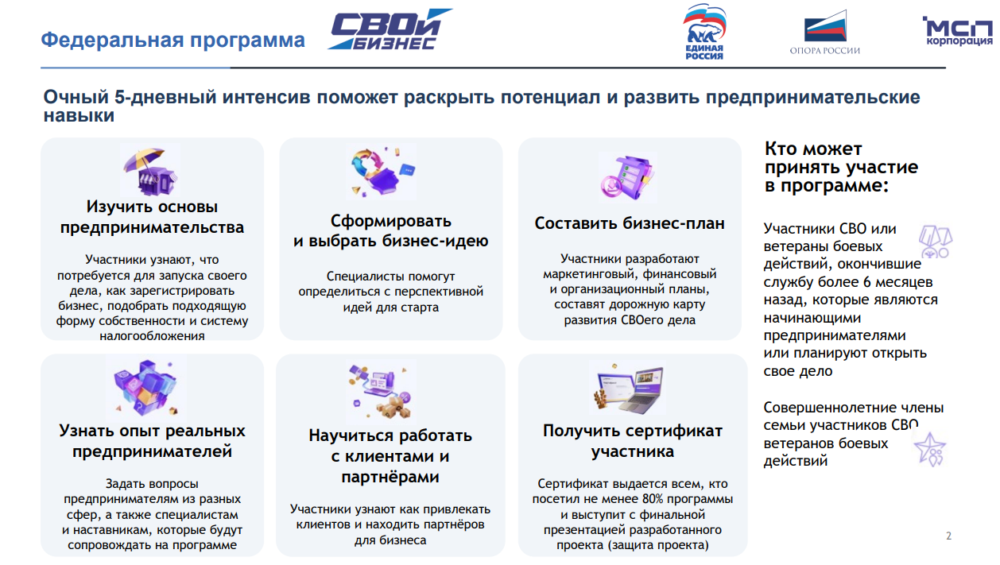 Федеральная программа
СВОй
БИЗНЕС
ЕДИНАЯ
РОССИЯ
ОПОРА РОССИИ
МСП
корпорация
Очный 5-дневный интенсив поможет раскрыть потенциал и развить предпринимательские
навыки
Изучить основы
предпринимательства
Участники узнают, что
потребуется для запуска своего
дела, как зарегистрировать
бизнес, подобрать подходящую
форму собственности и систему
налогообложения
Сформировать
и выбрать бизнес-идею
Специалисты помогут
определиться с перспективной
идей для старта
Составить бизнес-план
Участники разработают
маркетинговый, финансовый
и организационный планы,
составят дорожную карту
развития СВОего дела
Узнать опыт реальных
предпринимателей
Задать вопросы
предпринимателям из разных
сфер, а также специалистам
и наставникам, которые будут
сопровождать на программе
Научиться работать
с клиентами и
партнёрами
Участники узнают как привлекать
клиентов и находить партнёров
для бизнеса
Получить сертификат
участника
Сертификат выдается всем, кто
посетил не менее 80% программы
и выступит с финальной
презентацией разработанного
проекта (защита проекта)
Кто может
принять участие
в программе:
Участники СВО или
ветераны боевых
действий, окончившие
службу более 6 месяцев
назад, которые являются
начинающими
предпринимателями
или планируют открыть
свое дело
Совершеннолетние члены
семьи участников СВО
ветеранов боевых
действий
2